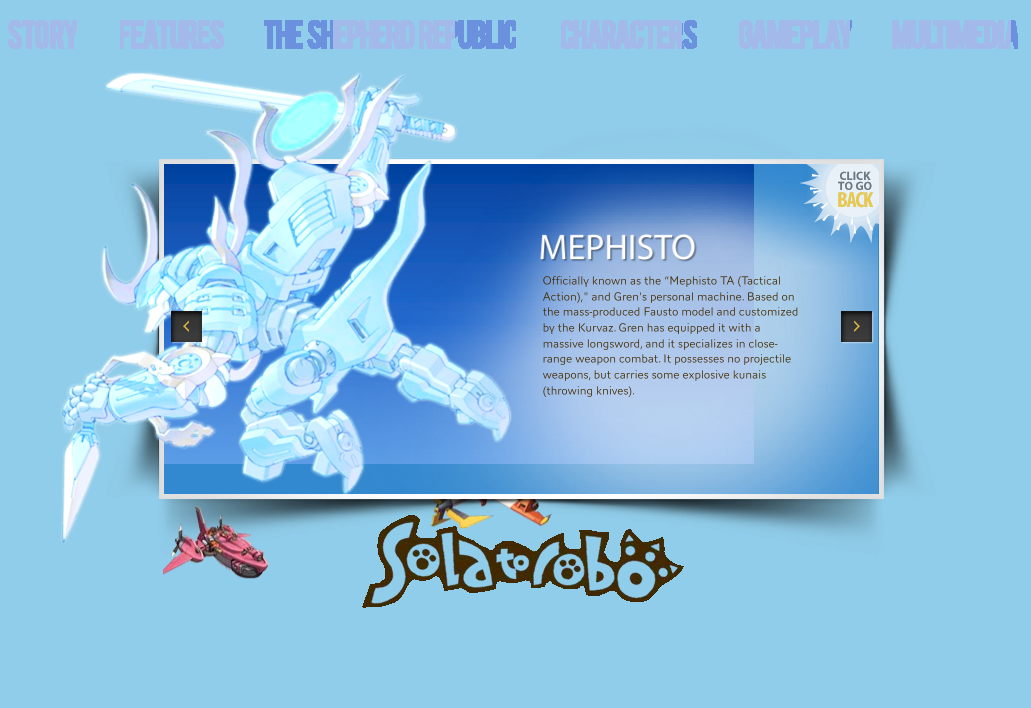 STORY FEATURES THE SHEPHERD REPUBLIC CHARACTERS GAMEPLAY MULTIMEDIA
CLICK
TO GO
BACK
MEPHISTO
Officially known as the "Mephisto TA (Tactical
Action)," and Gren's personal machine. Based on
the mass-produced Fausto model and customized
by the Kurvaz. Gren has equipped it with a
massive longsword, and it specializes in close-
range weapon combat. It possesses no projectile
weapons, but carries some explosive kunais
(throwing knives).
Solatorobo